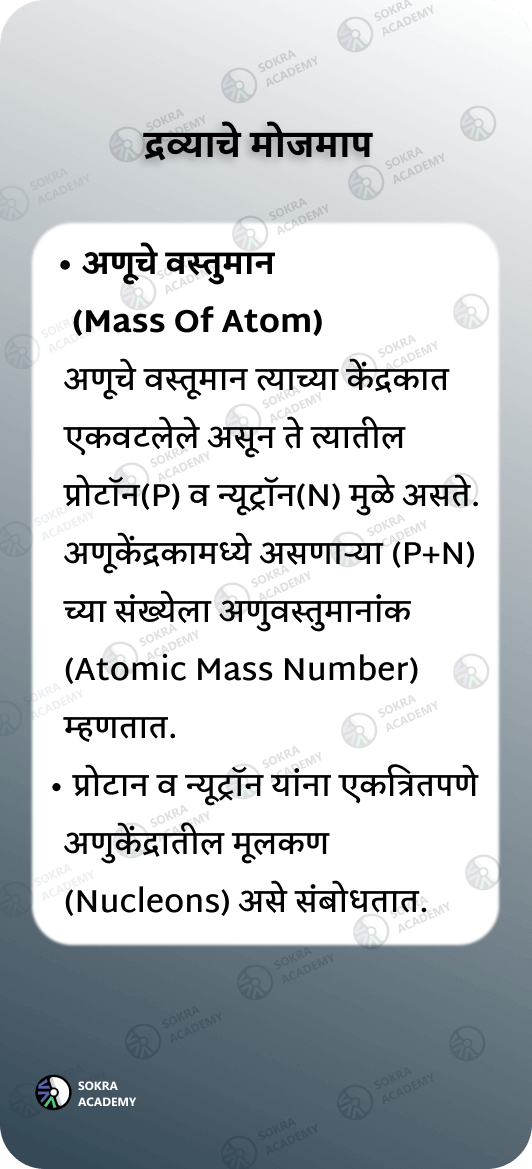 द्रव्याचे मोजमाप
• अणूचे वस्तुमान
(Mass Of Atom)
अणूचे वस्तूमान त्याच्या केंद्रकात
एकवटलेले असून ते त्यातील
प्रोटॉन(P) व न्यूट्रॉन(N) मुळे असते.
अणूकेंद्रकामध्ये असणाऱ्या (P+N)
च्या संख्येला अणुवस्तुमानांक
(Atomic Mass Number)
म्हणतात.
• प्रोटान व न्यूट्रॉन यांना एकत्रितपणे
अणुकेंद्रातील मूलकण
(Nucleons) असे संबोधतात.
SOKRA
ACADEMY